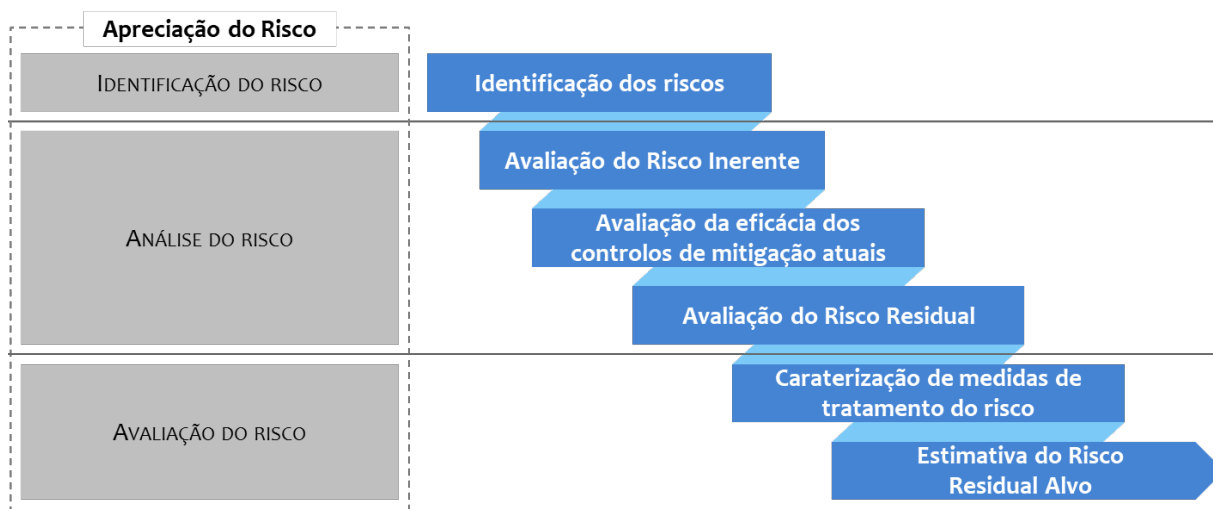 Apreciação do Risco
IDENTIFICAÇÃO DO RISCO
Identificação dos riscos
ANÁLISE DO RISCO
Avaliação do Risco Inerente
Avaliação da eficácia dos
controlos de mitigação atuais
Avaliação do Risco Residual
AVALIAÇÃO DO RISCO
Caraterização de medidas de
tratamento do risco
Estimativa do Risco
Residual Alvo